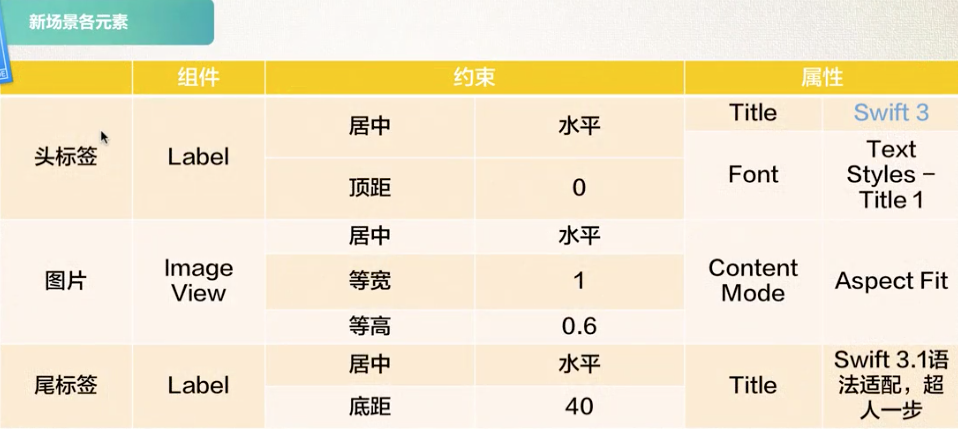 新场景各元素
组件 约束 属性
头标签 Label 居中 水平 Title Swift 3
顶距 0 Font Text
Styles –
Title 1
图片 Image
View 居中 水平 Content
Mode Aspect Fit
等宽 1
等高 0.6
尾标签 Label 居中 水平 Title Swift 3.1语
法适配，超
人一步
底距 40